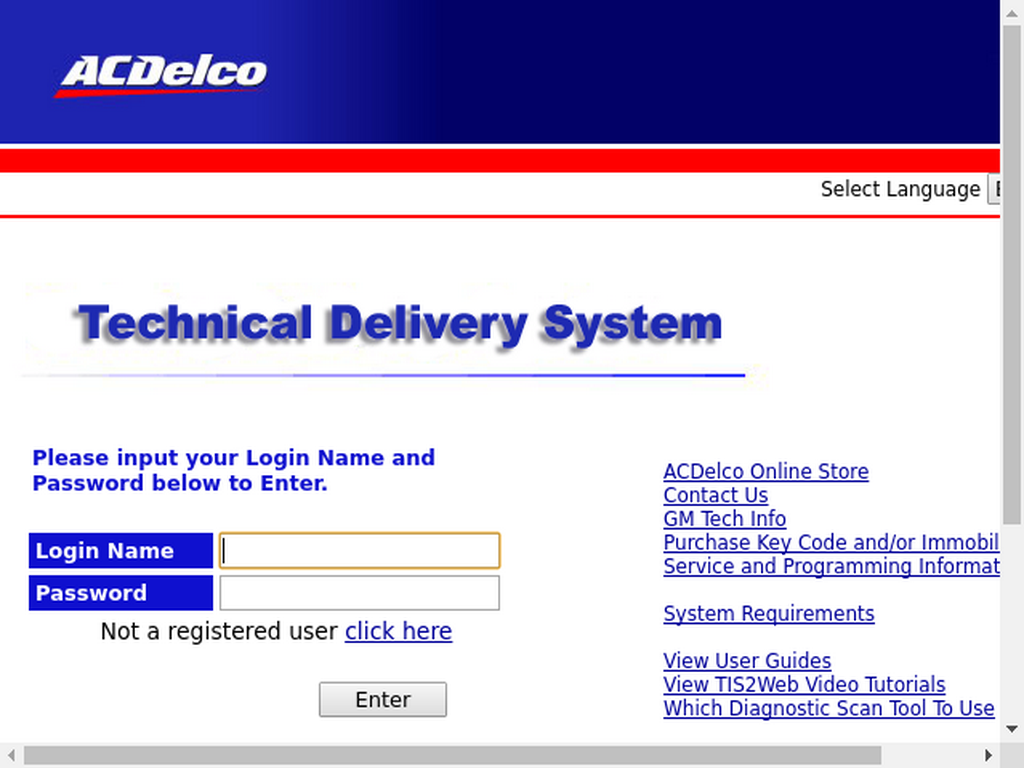 ACDelco
Select Language
Technical Delivery System
Please input your Login Name and
Password below to Enter.
Login Name
Password
Not a registered user click here
Enter
ACDelco Online Store
Contact Us
GM Tech Info
Purchase Key Code and/or Immobil
Service and Programming Informat
System Requirements
View User Guides
View TIS2Web Video Tutorials
Which Diagnostic Scan Tool To Use